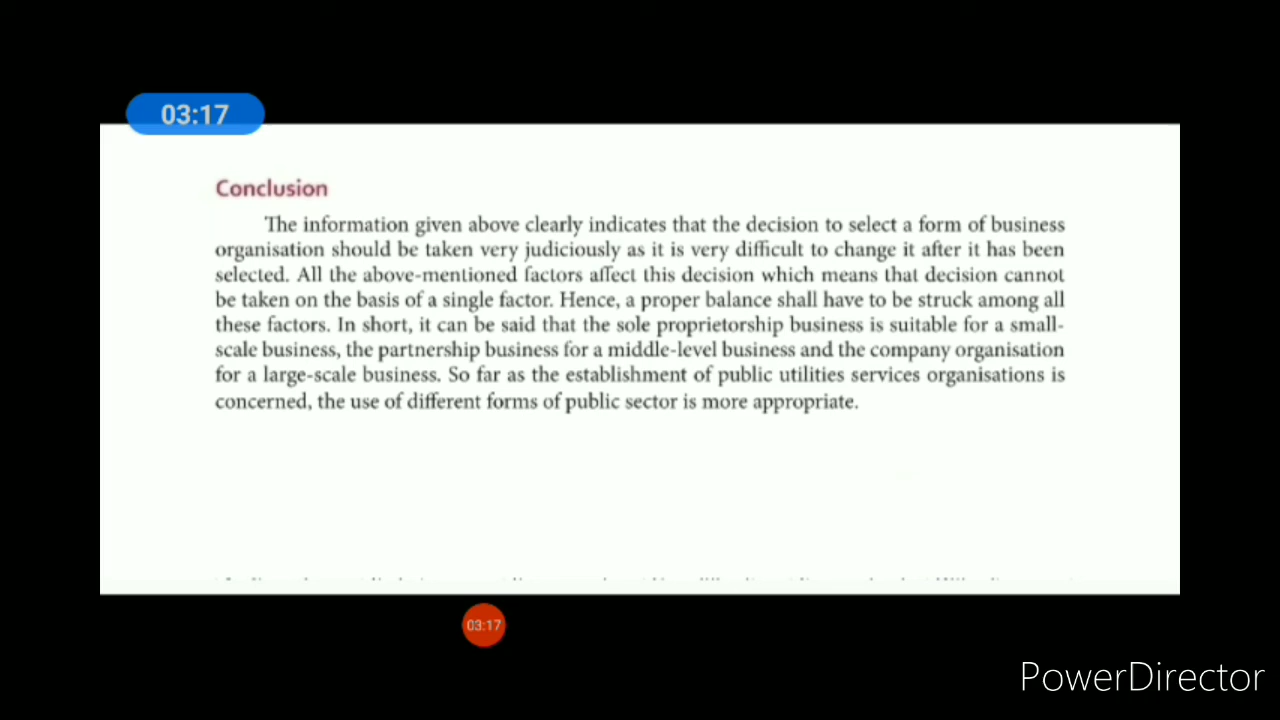 03:17
Conclusion
The information given above clearly indicates that the decision to select a form of business
organisation should be taken very judiciously as it is very difficult to change it after it has been
selected. All the above-mentioned factors affect this decision which means that decision cannot
be taken on the basis of a single factor. Hence, a proper balance shall have to be struck among all
these factors. In short, it can be said that the sole proprietorship business is suitable for a small-
scale business, the partnership business for a middle-level business and the company organisation
for a large-scale business. So far as the establishment of public utilities services organisations is
concerned, the use of different forms of public sector is more appropriate.
03:17
PowerDirector